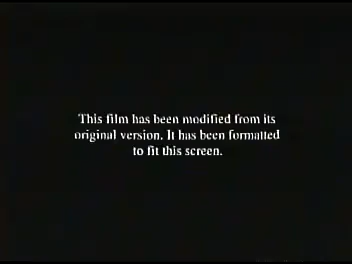 This film has been modified from its
original version. It has been formatted
to fit this screen.